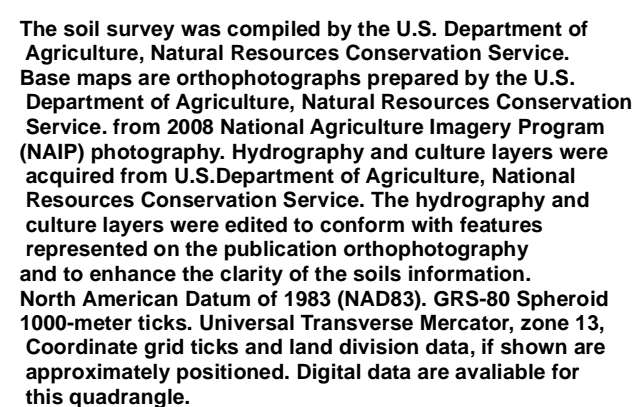 The soil survey was compiled by the U.S. Department of
Agriculture, Natural Resources Conservation Service.
Base maps are orthophotographs prepared by the U.S.
Department of Agriculture, Natural Resources Conservation
Service. from 2008 National Agriculture Imagery Program
(NAIP) photography. Hydrography and culture layers were
acquired from U.S.Department of Agriculture, National
Resources Conservation Service. The hydrography and
culture layers were edited to conform with features
represented on the publication orthophotography
and to enhance the clarity of the soils information.
North American Datum of 1983 (NAD83). GRS-80 Spheroid
1000-meter ticks. Universal Transverse Mercator, zone 13,
Coordinate grid ticks and land division data, if shown are
approximately positioned. Digital data are avaliable for
this quadrangle.